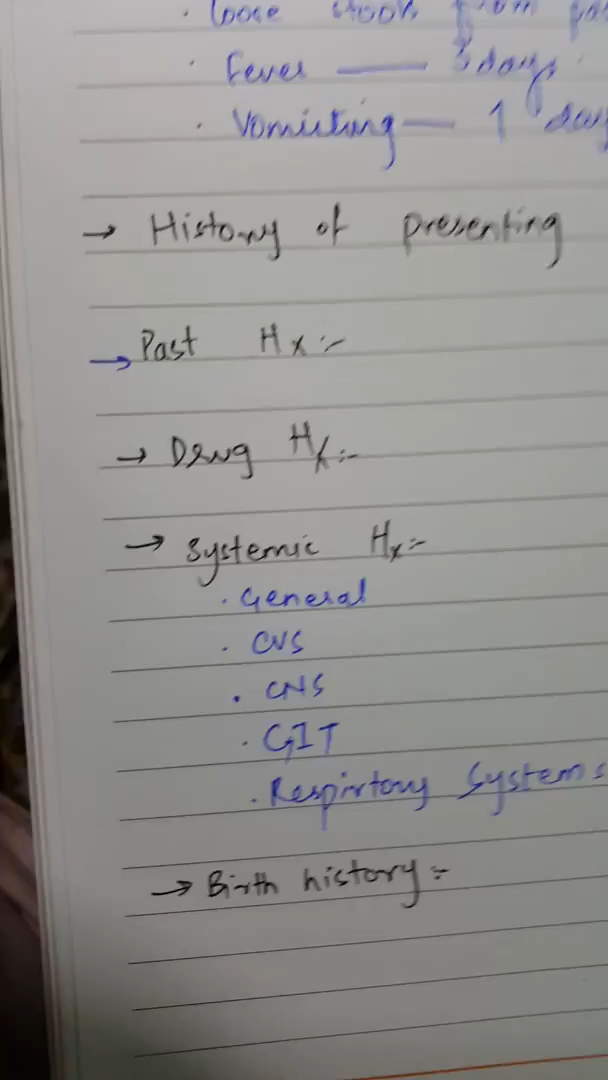 · Loose stools from
· Fever — 3 days.
· Vomiting — 1 day
→ History of presenting
→ Past Hx :-
→ Drug Hx :-
→ Systemic Hx :-
· General
· CVS
· CNS
· GIT
· Respirtory Systems
→ Birth history :-